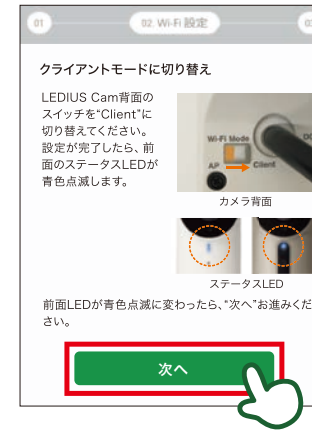 01
02. Wi-Fi 設定
03
クライアントモードに切り替え
LEDIUS Cam背面の
スイッチを“Client”に
切り替えてください。
設定が完了したら、前
面のステータスLEDが
青色点滅します。
Wi-Fi Mode
DC
AP
Client
カメラ背面
ステータスLED
前面LEDが青色点滅に変わったら、“次へ”お進みくだ
さい。
次へ